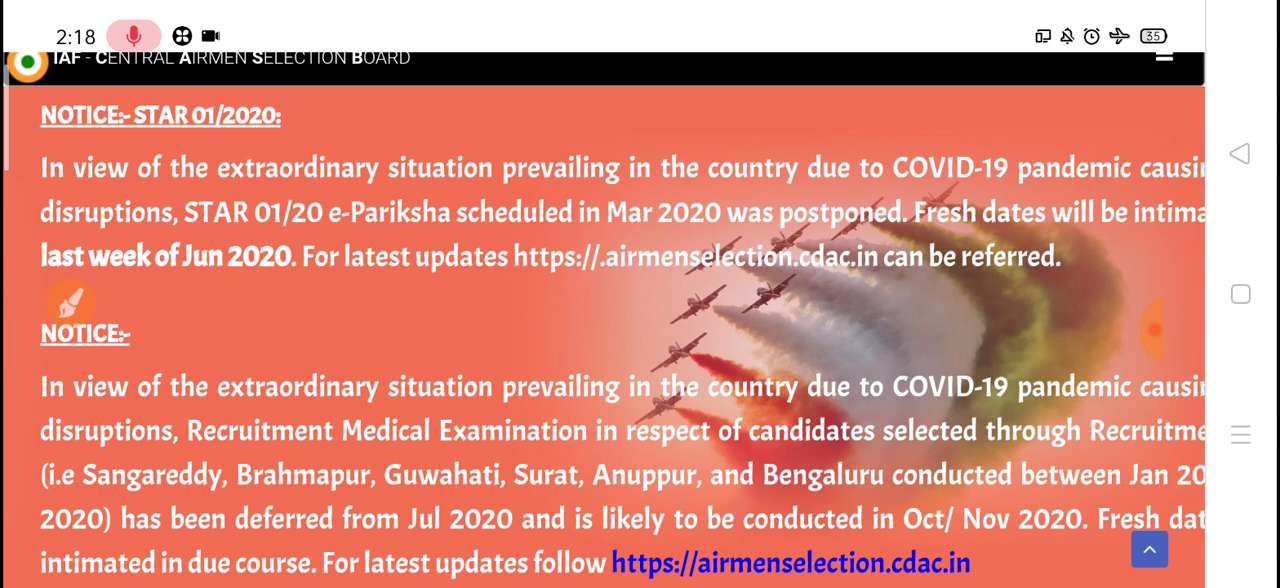 2:18
35
IAF - CENTRAL AIRMEN SELECTION BOARD
NOTICE:- STAR 01/2020:
In view of the extraordinary situation prevailing in the country due to COVID-19 pandemic causin
disruptions, STAR 01/20 e-Pariksha scheduled in Mar 2020 was postponed. Fresh dates will be intima
last week of Jun 2020. For latest updates https://.airmenselection.cdac.in can be referred.
NOTICE:-
In view of the extraordinary situation prevailing in the country due to COVID-19 pandemic causin
disruptions, Recruitment Medical Examination in respect of candidates selected through Recruitme
(i.e Sangareddy, Brahmapur, Guwahati, Surat, Anuppur, and Bengaluru conducted between Jan 20
2020) has been deferred from Jul 2020 and is likely to be conducted in Oct/ Nov 2020. Fresh dat
intimated in due course. For latest updates follow https://airmenselection.cdac.in